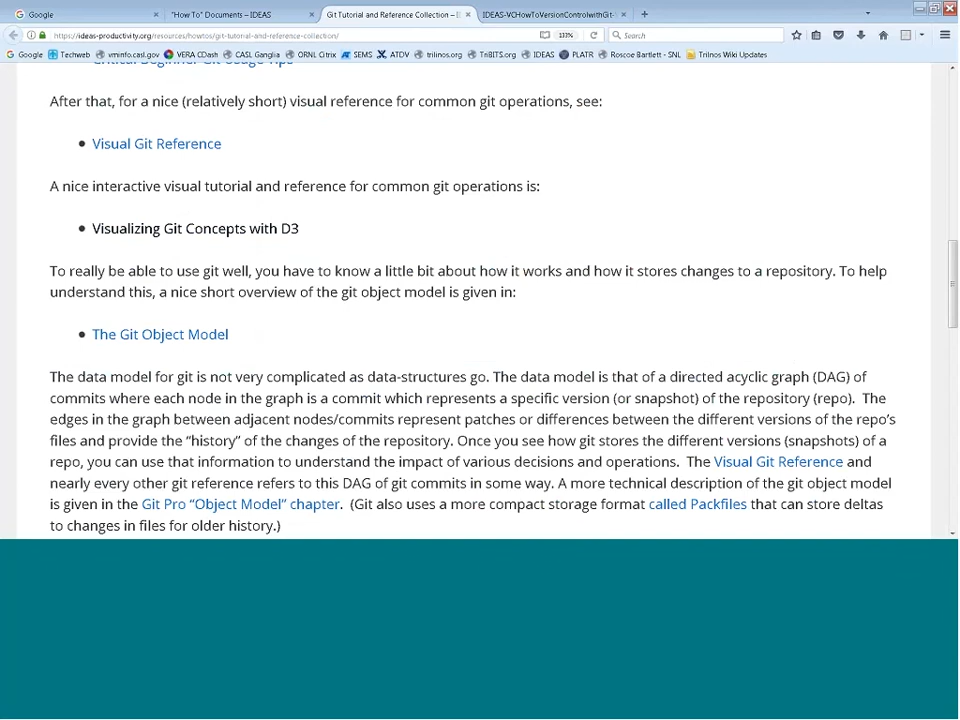 Google
"How To" Documents – IDEAS
Git Tutorial and Reference Collection – I
IDEAS-VCHowToVersionControlwithGit-
https://ideas-productivity.org/resources/howtos/git-tutorial-and-reference-collection/
133%
Search
Google Techweb vminfo.casl.gov VERA CDash CASL Ganglia ORNL Citrix SEMS ATDV trilinos.org TriBITS.org IDEAS PLATR Roscoe Bartlett - SNL Trilinos Wiki Updates
Critical Beginner Git Usage Tips
After that, for a nice (relatively short) visual reference for common git operations, see:
Visual Git Reference
A nice interactive visual tutorial and reference for common git operations is:
Visualizing Git Concepts with D3
To really be able to use git well, you have to know a little bit about how it works and how it stores changes to a repository. To help
understand this, a nice short overview of the git object model is given in:
The Git Object Model
The data model for git is not very complicated as data-structures go. The data model is that of a directed acyclic graph (DAG) of
commits where each node in the graph is a commit which represents a specific version (or snapshot) of the repository (repo). The
edges in the graph between adjacent nodes/commits represent patches or differences between the different versions of the repo's
files and provide the “history” of the changes of the repository. Once you see how git stores the different versions (snapshots) of a
repo, you can use that information to understand the impact of various decisions and operations. The Visual Git Reference and
nearly every other git reference refers to this DAG of git commits in some way. A more technical description of the git object model
is given in the Git Pro “Object Model” chapter. (Git also uses a more compact storage format called Packfiles that can store deltas
to changes in files for older history.)